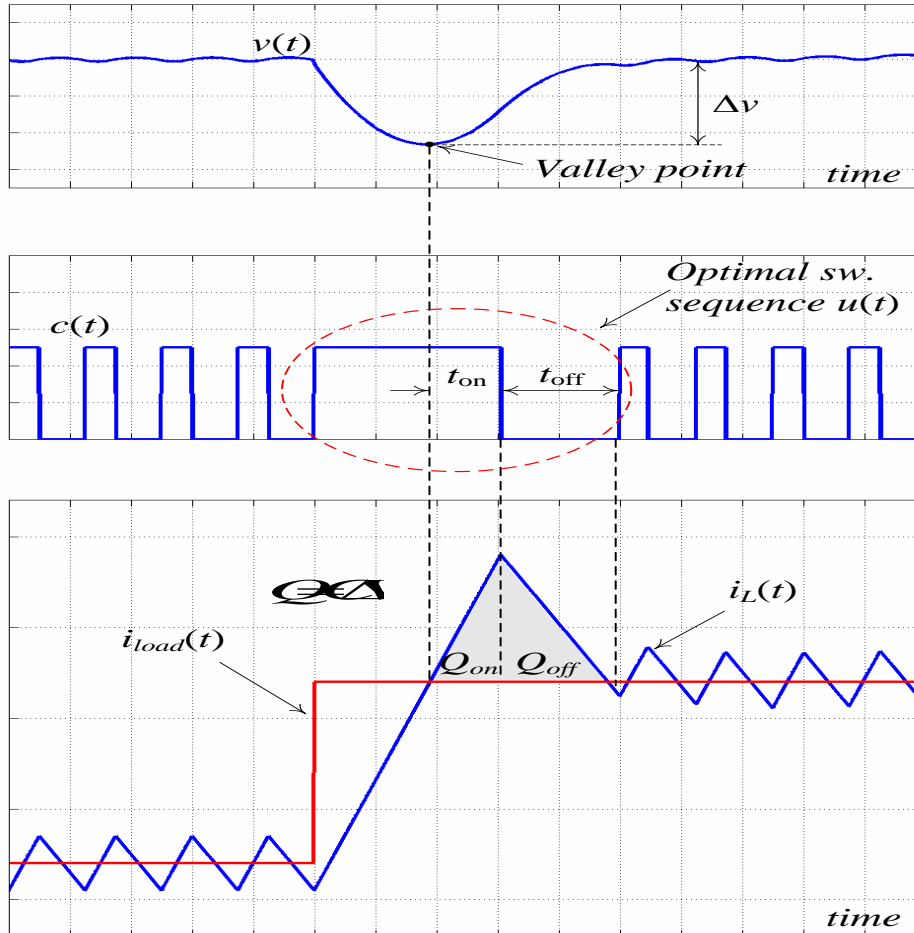 v(t)
Δv
Valley point
time
Optimal sw.
sequence u(t)
c(t)
t_on
t_off
i_load(t)
i_L(t)
Q_on
Q_off
time